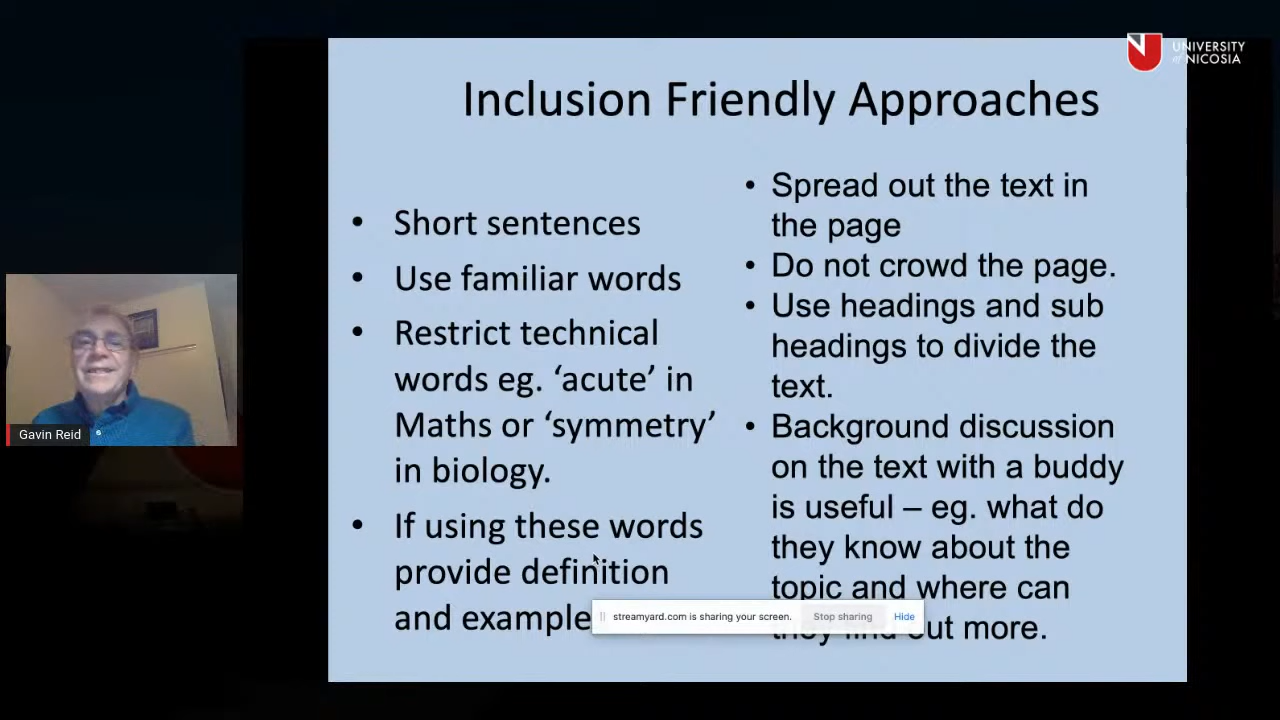 UNIVERSITY
of NICOSIA
Inclusion Friendly Approaches
• Short sentences
• Use familiar words
• Restrict technical
words eg. ‘acute’ in
Maths or ‘symmetry’
in biology.
• If using these words
provide definition
and example
• Spread out the text in
the page
• Do not crowd the page.
• Use headings and sub
headings to divide the
text.
• Background discussion
on the text with a buddy
is useful – eg. what do
they know about the
topic and where can
they find out more.
streamyard.com is sharing your screen.
Stop sharing
Hide
Gavin Reid